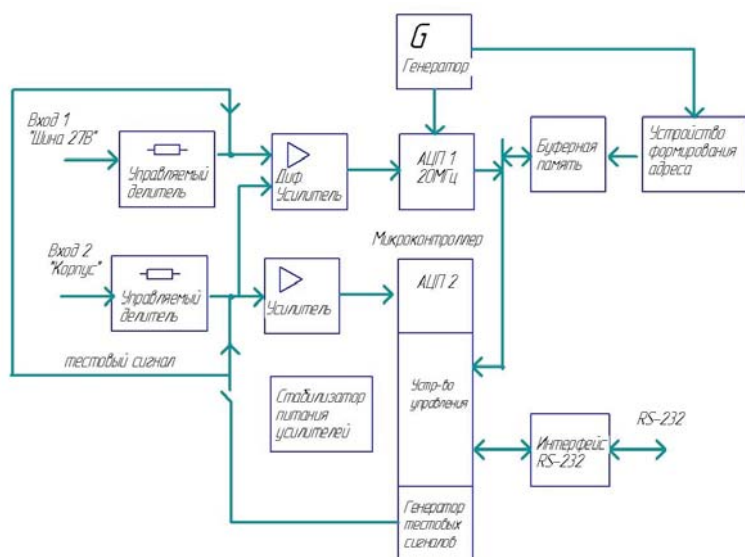 G
Генератор
Вход 1
"Шина 27В"
Управляемый
делитель
Диф
Усилитель
АЦП 1
20МГц
Буферная
память
Устройство
формирования
адреса
Микроконтроллер
Вход 2
"Корпус"
Управляемый
делитель
Усилитель
АЦП 2
тестовый сигнал
Стабилизатор
питания
усилителей
Устр-во
управления
Интерфейс
RS-232
RS-232
Генератор
тестовых
сигналов